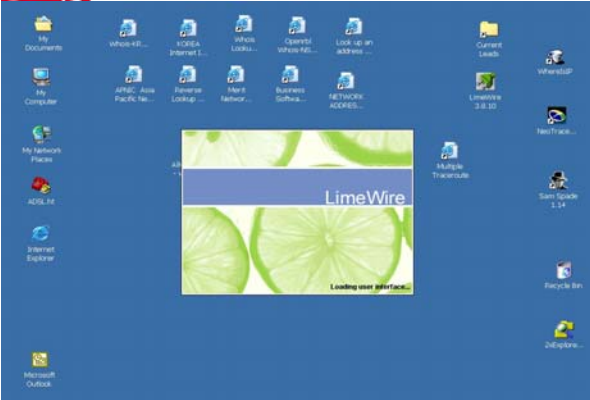 My
Documents
Whois-KR,...
KOREA
Internet I...
Whois
Looku...
Openrbl
Whois-NS...
Look up an
address ...
Current
Leads
WhereIsIP
My
Computer
APNIC Asia
Pacific Ne...
Reverse
Lookup ...
Merit
Networ...
Business
Softwa...
NETWORK
ADDRES...
LimeWire
3.8.10
NeoTrace...
My Network
Places
Multiple
Traceroute
ADSL.ht
LimeWire
Sam Spade
1.14
Internet
Explorer
Loading user interface...
Recycle Bin
2xExplore...
Microsoft
Outlook